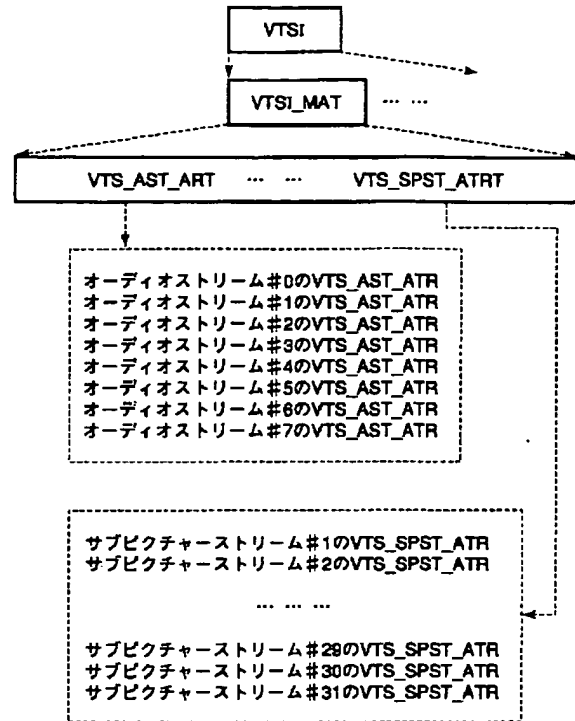 VTSI
VTSI_MAT ... ...
VTS_AST_ART ... ... VTS_SPST_ATRT
オーディオストリーム#0のVTS_AST_ATR
オーディオストリーム#1のVTS_AST_ATR
オーディオストリーム#2のVTS_AST_ATR
オーディオストリーム#3のVTS_AST_ATR
オーディオストリーム#4のVTS_AST_ATR
オーディオストリーム#5のVTS_AST_ATR
オーディオストリーム#6のVTS_AST_ATR
オーディオストリーム#7のVTS_AST_ATR
サブピクチャーストリーム#1のVTS_SPST_ATR
サブピクチャーストリーム#2のVTS_SPST_ATR
... ... ...
サブピクチャーストリーム#29のVTS_SPST_ATR
サブピクチャーストリーム#30のVTS_SPST_ATR
サブピクチャーストリーム#31のVTS_SPST_ATR